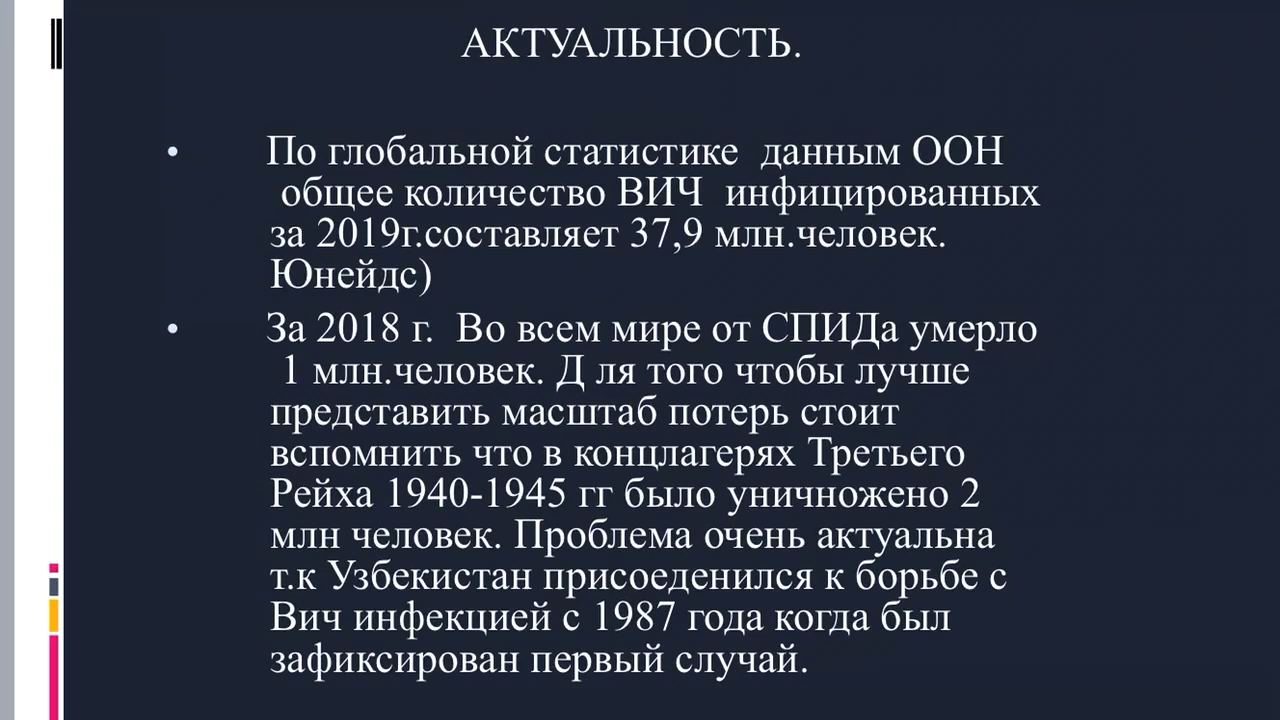 АКТУАЛЬНОСТЬ.
• По глобальной статистике данным ООН
общее количество ВИЧ инфицированных
за 2019г.составляет 37,9 млн.человек.
Юнейдс)
• За 2018 г. Во всем мире от СПИДа умерло
1 млн.человек. Д ля того чтобы лучше
представить масштаб потерь стоит
вспомнить что в концлагерях Третьего
Рейха 1940-1945 гг было уничножено 2
млн человек. Проблема очень актуальна
т.к Узбекистан присоеденился к борьбе с
Вич инфекцией с 1987 года когда был
зафиксирован первый случай.